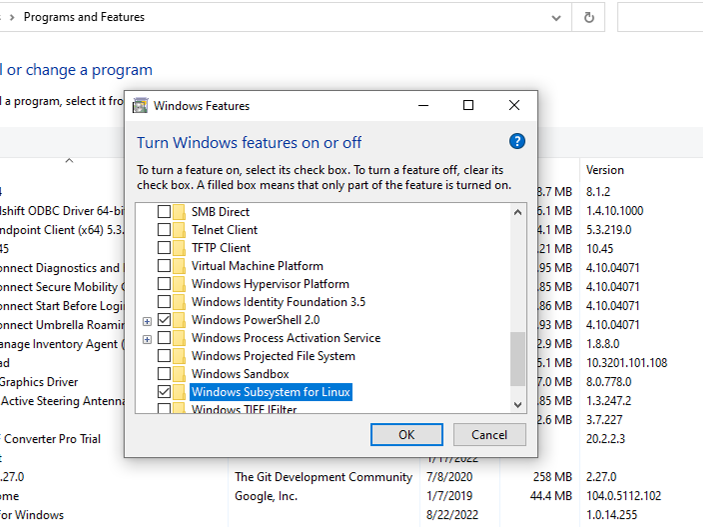 Programs and Features
l or change a program
l a program, select it fro
Windows Features
Turn Windows features on or off
?
To turn a feature on, select its check box. To turn a feature off, clear its
check box. A filled box means that only part of the feature is turned on.
SMB Direct
Telnet Client
TFTP Client
Virtual Machine Platform
Windows Hypervisor Platform
Windows Identity Foundation 3.5
Windows PowerShell 2.0
Windows Process Activation Service
Windows Projected File System
Windows Sandbox
Windows Subsystem for Linux
Windows TIFF IFilter
OK
Cancel
Version
4 8.7 MB 8.1.2
dshift ODBC Driver 64-bi 6.1 MB 1.4.10.1000
ndpoint Client (x64) 5.3. 4.1 MB 5.3.219.0
45 .21 MB 10.45
onnect Diagnostics and .95 MB 4.10.04071
onnect Secure Mobility C .85 MB 4.10.04071
onnect Start Before Logi .86 MB 4.10.04071
onnect Umbrella Roamin .93 MB 4.10.04071
anage Inventory Agent ( 2.9 MB 1.8.8.0
ad 5.1 MB 10.3201.101.108
Graphics Driver 7.0 MB 8.0.778.0
Active Steering Antenna .85 MB 1.3.247.2
2.6 MB 3.7.227
F Converter Pro Trial 20.2.2.3
t 1/17/2022
.27.0 The Git Development Community 7/8/2020 258 MB 2.27.0
ome Google, Inc. 1/7/2019 44.4 MB 104.0.5112.102
for Windows 8/22/2022 1.0.14.255